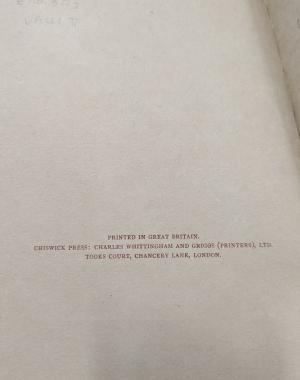 PRINTED IN GREAT BRITAIN.
CHISWICK PRESS: CHARLES WHITTINGHAM AND GRIGGS (PRINTERS), LTD.
TOOKS COURT, CHANCERY LANE, LONDON.